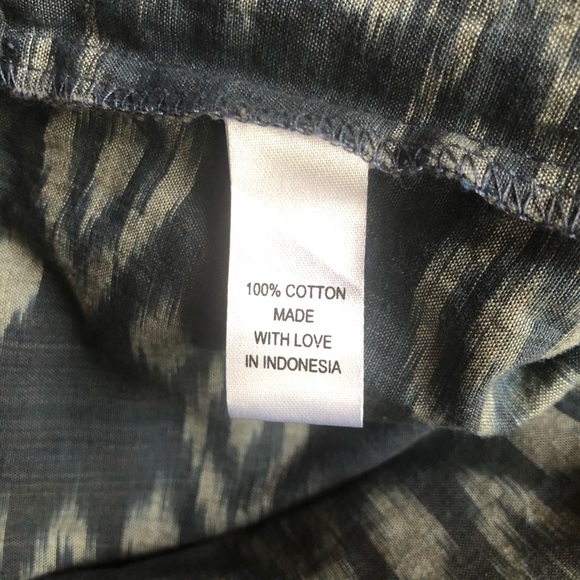 100% COTTON
MADE
WITH LOVE
IN INDONESIA